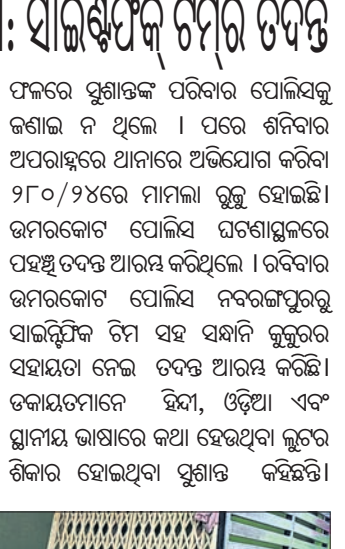 : ସାଇଣ୍ଟିଫିକ୍ ଟିମ୍‌ର ତଦନ୍ତ
ଫଳରେ ସୁଶାନ୍ତଙ୍କ ପରିବାର ପୋଲିସକୁ
ଜଣାଇ ନ ଥିଲେ । ପରେ ଶନିବାର
ଅପରାହ୍ନରେ ଥାନାରେ ଅଭିଯୋଗ କରିବା
୨୮୦/୨୪ରେ ମାମଲା ରୁଜୁ ହୋଇଛି।
ଉମରକୋଟ ପୋଲିସ ଘଟଣାସ୍ଥଳରେ
ପହଞ୍ଚି ତଦନ୍ତ ଆରମ୍ଭ କରିଥିଲେ । ରବିବାର
ଉମରକୋଟ ପୋଲିସ ନବରଙ୍ଗପୁରରୁ
ସାଇନ୍ଟିଫିକ ଟିମ ସହ ସନ୍ଧାନି କୁକୁରର
ସହାୟତା ନେଇ ତଦନ୍ତ ଆରମ୍ଭ କରିଛି।
ଡକାୟତମାନେ ହିନ୍ଦୀ, ଓଡ଼ିଆ ଏବଂ
ସ୍ଥାନୀୟ ଭାଷାରେ କଥା ହେଉଥିବା ଲୁଟର
ଶିକାର ହୋଇଥିବା ସୁଶାନ୍ତ କହିଛନ୍ତି।